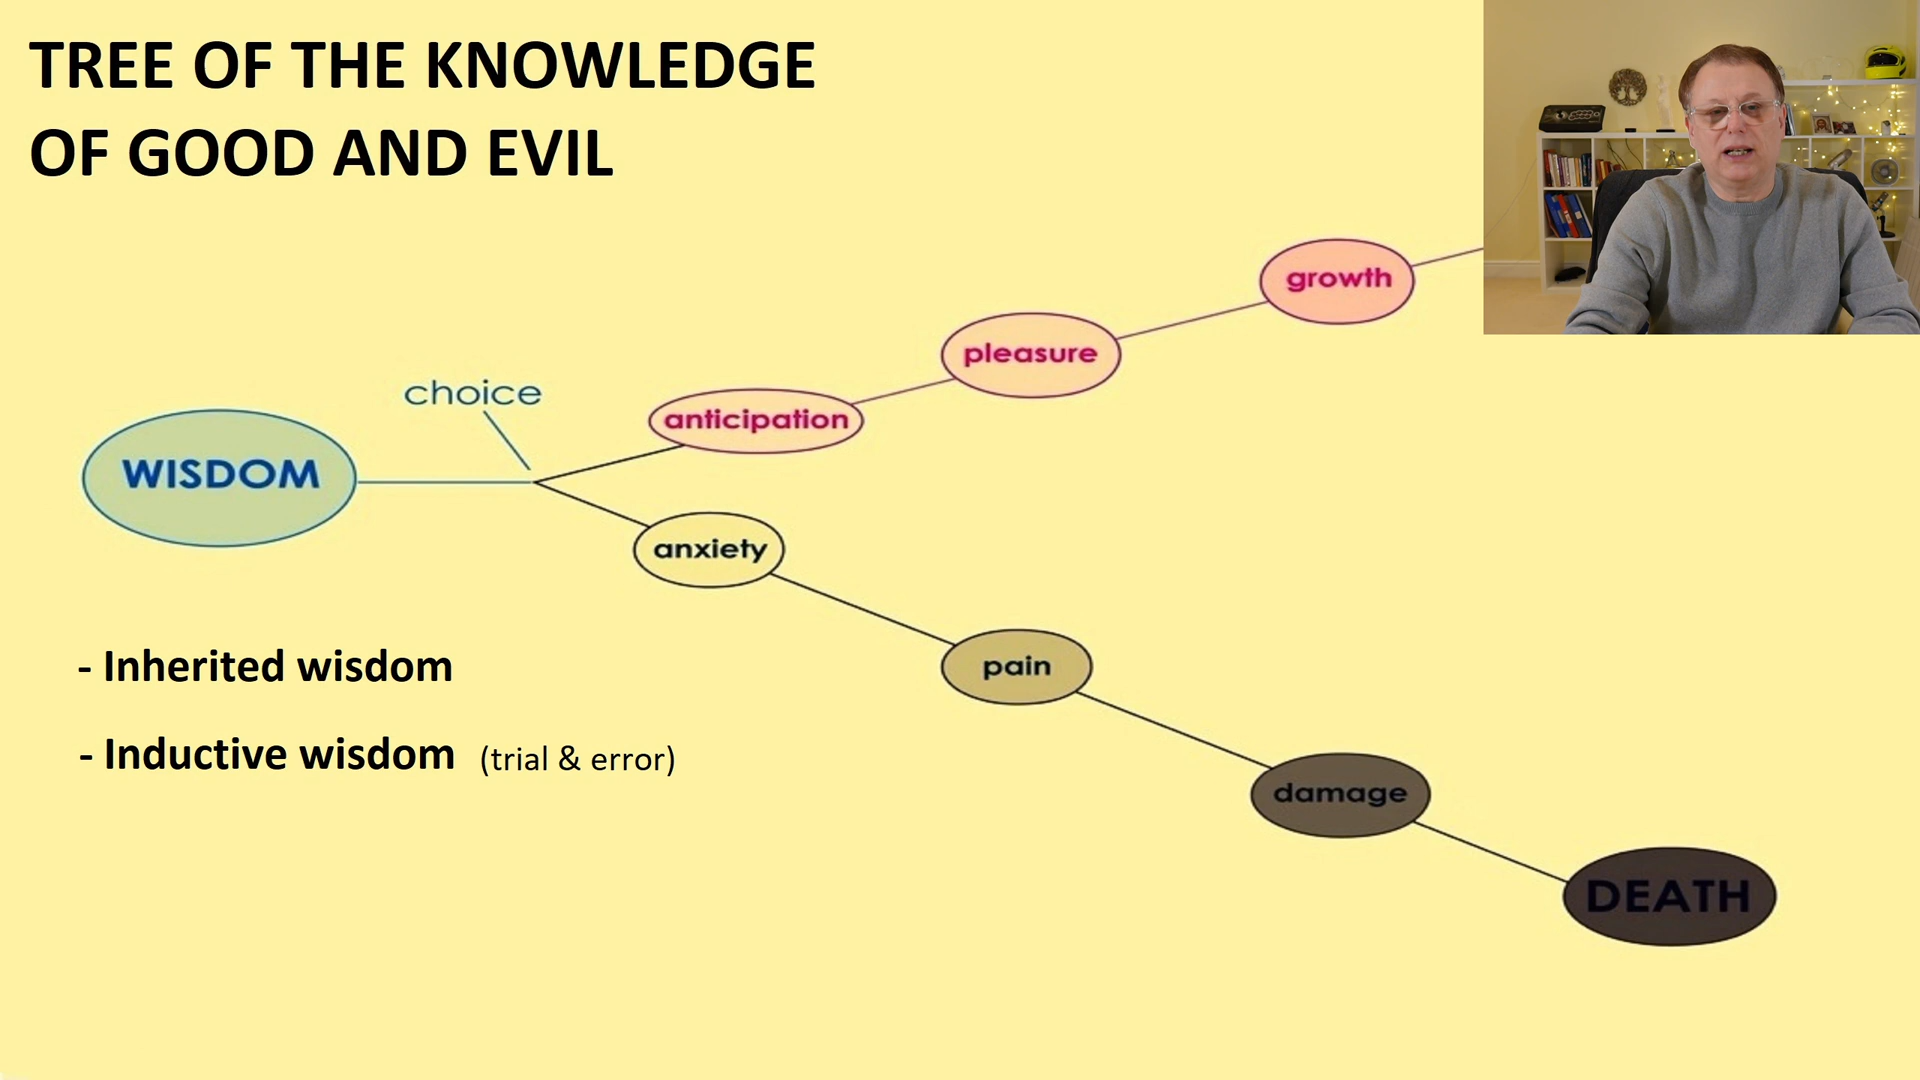 TREE OF THE KNOWLEDGE
OF GOOD AND EVIL
growth
pleasure
choice
anticipation
WISDOM
anxiety
- Inherited wisdom
pain
- Inductive wisdom (trial & error)
damage
DEATH